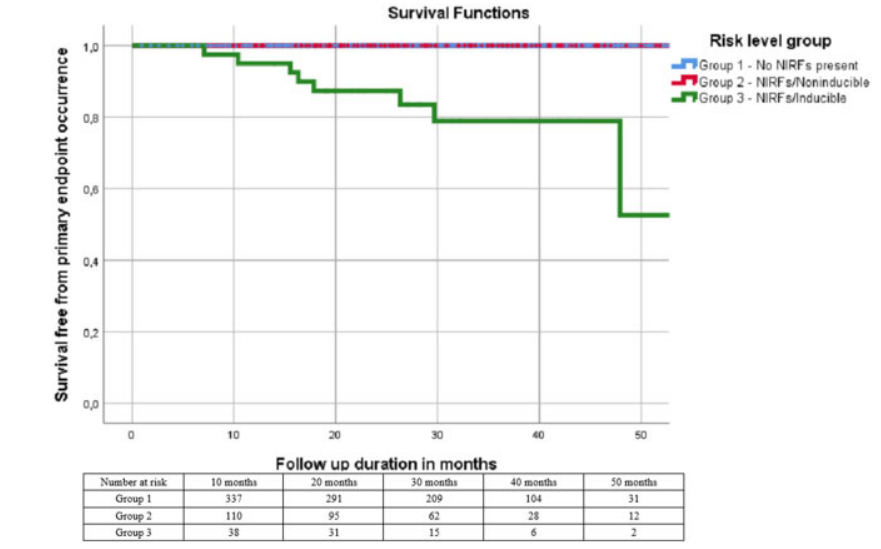 Survival Functions
Survival free from primary endpoint occurrence
1,0
0,8
0,6
0,4
0,2
0,0
0 10 20 30 40 50
Follow up duration in months
Risk level group
Group 1 - No NIRFs present
Group 2 - NIRFs/Noninducible
Group 3 - NIRFs/Inducible
Number at risk 10 months 20 months 30 months 40 months 50 months
Group 1 337 291 209 104 31
Group 2 110 95 62 28 12
Group 3 38 31 15 6 2